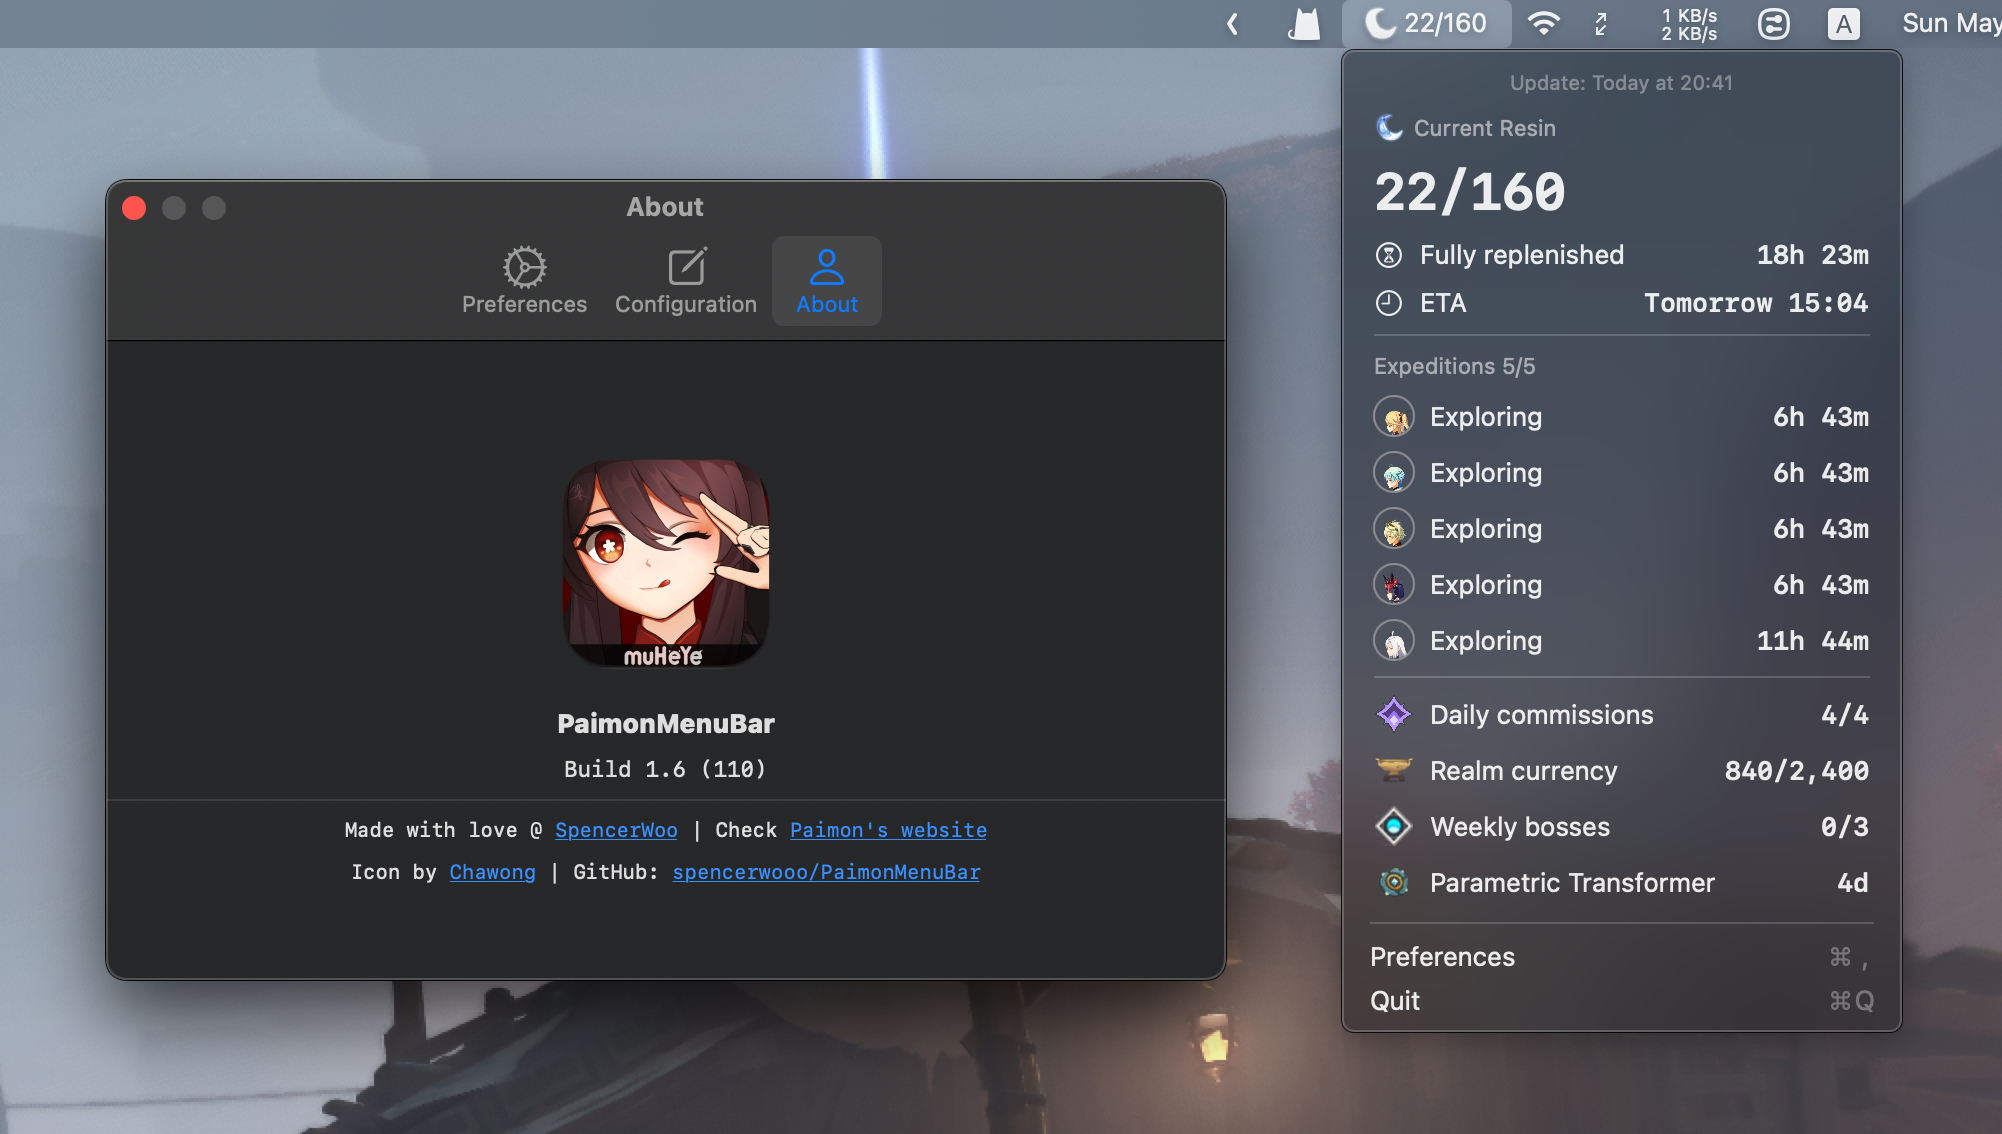 22/160
1 KB/s
2 KB/s
A
Sun May
About
Preferences
Configuration
About
muHeYe
PaimonMenuBar
Build 1.6 (110)
Made with love @ SpencerWoo | Check Paimon's website
Icon by Chawong | GitHub: spencerwooo/PaimonMenuBar
Update: Today at 20:41
Current Resin
22/160
Fully replenished 18h 23m
ETA Tomorrow 15:04
Expeditions 5/5
Exploring 6h 43m
Exploring 6h 43m
Exploring 6h 43m
Exploring 6h 43m
Exploring 11h 44m
Daily commissions 4/4
Realm currency 840/2,400
Weekly bosses 0/3
Parametric Transformer 4d
Preferences ⌘ ,
Quit ⌘Q